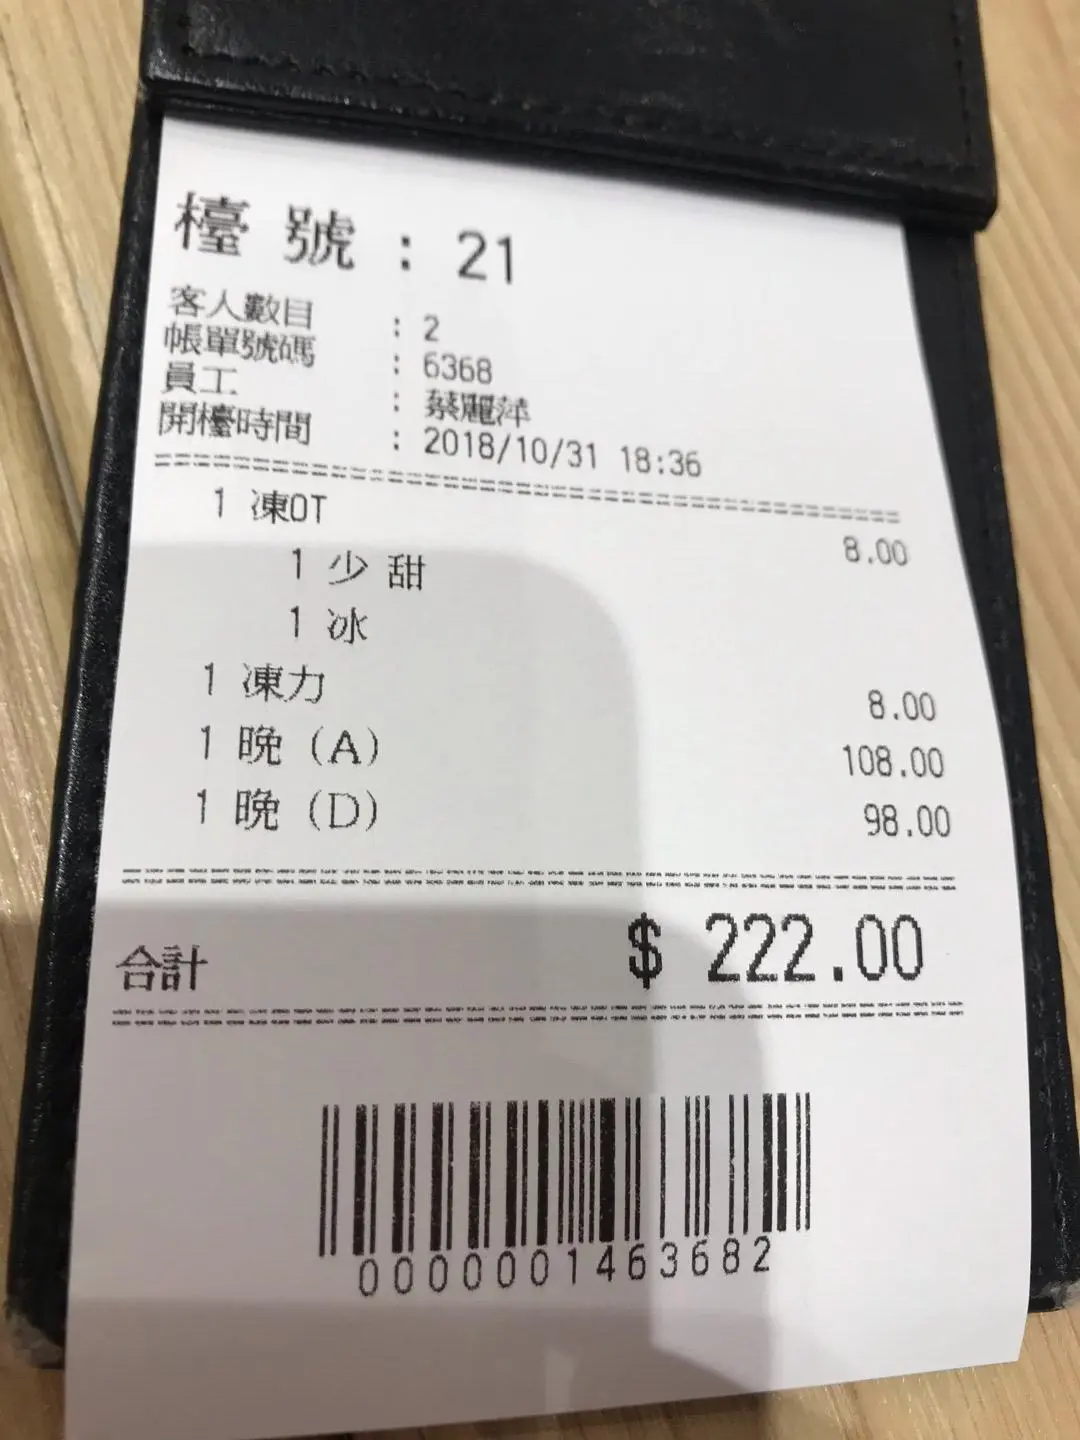 檯 號 : 21
客人數目 : 2
帳單號碼 : 6368
員工 : 蔡麗萍
開檯時間 : 2018/10/31 18:36
1 凍OT 8.00
1 少 甜
1 冰
1 凍力 8.00
1 晚 (A) 108.00
1 晚 (D) 98.00
合計 $ 222.00
0000001463682